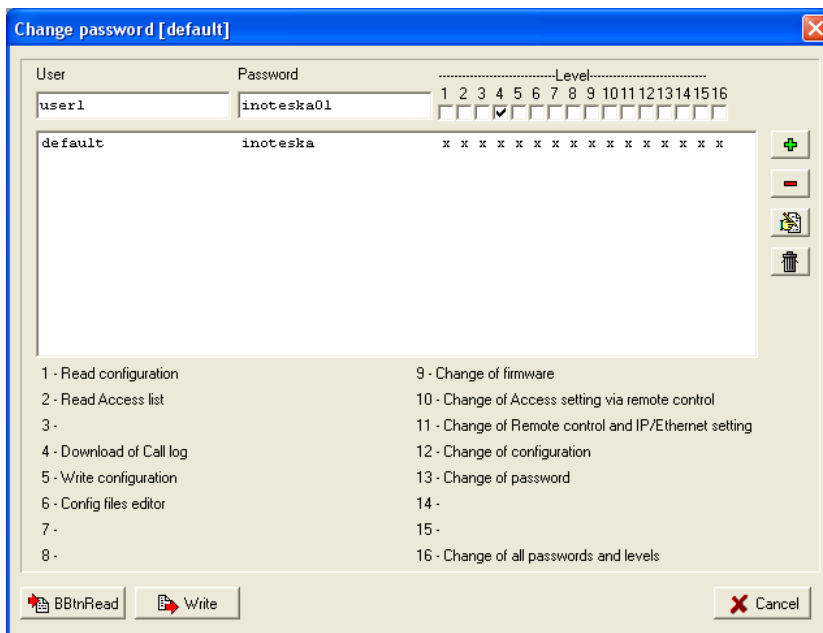 Change password [default]
User Password ----------------------------Level----------------------------
1 2 3 4 5 6 7 8 9 10 11 12 13 14 15 16
user1 inoteska01
default inoteska x x x x x x x x x x x x x x x x
1 - Read configuration
2 - Read Access list
3 -
4 - Download of Call log
5 - Write configuration
6 - Config files editor
7 -
8 -
9 - Change of firmware
10 - Change of Access setting via remote control
11 - Change of Remote control and IP/Ethernet setting
12 - Change of configuration
13 - Change of password
14 -
15 -
16 - Change of all passwords and levels
BBtnRead Write Cancel